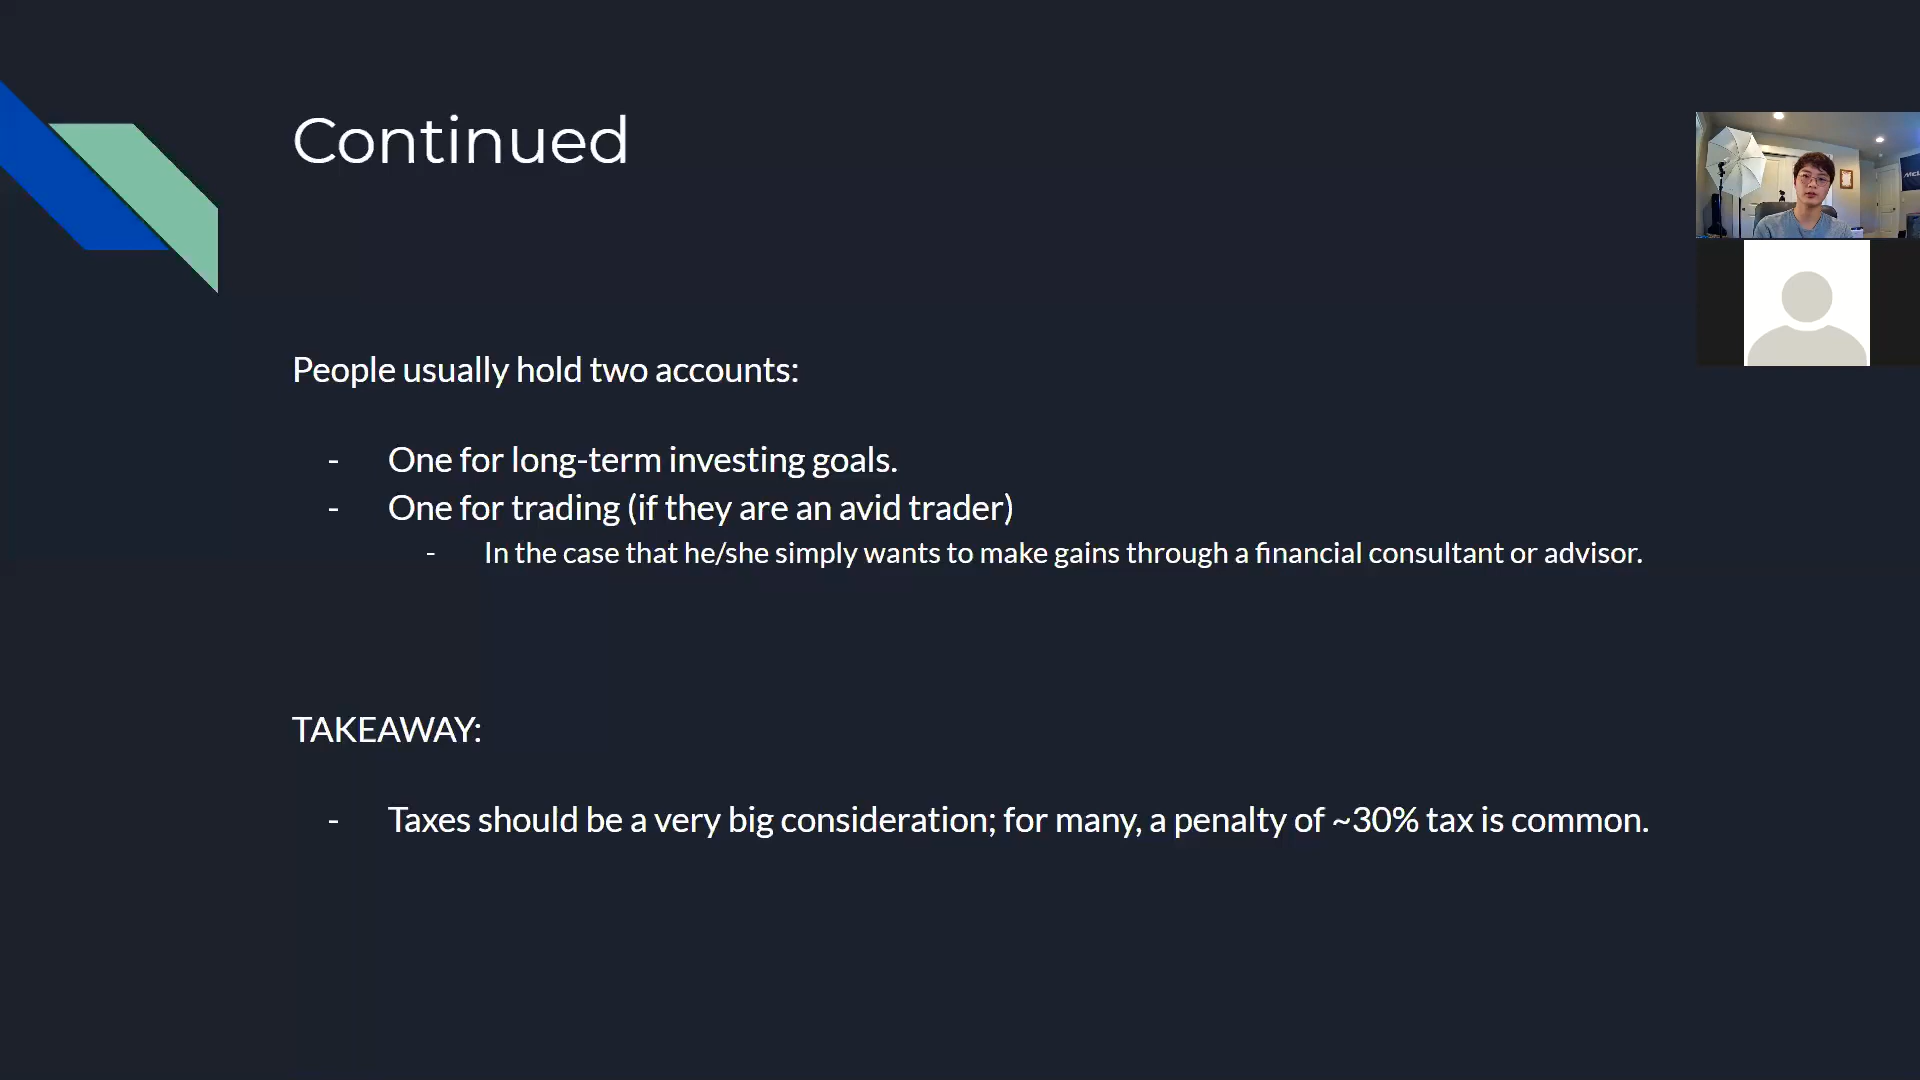 Continued
People usually hold two accounts:
- One for long-term investing goals.
- One for trading (if they are an avid trader)
- In the case that he/she simply wants to make gains through a financial consultant or advisor.
TAKEAWAY:
- Taxes should be a very big consideration; for many, a penalty of ~30% tax is common.